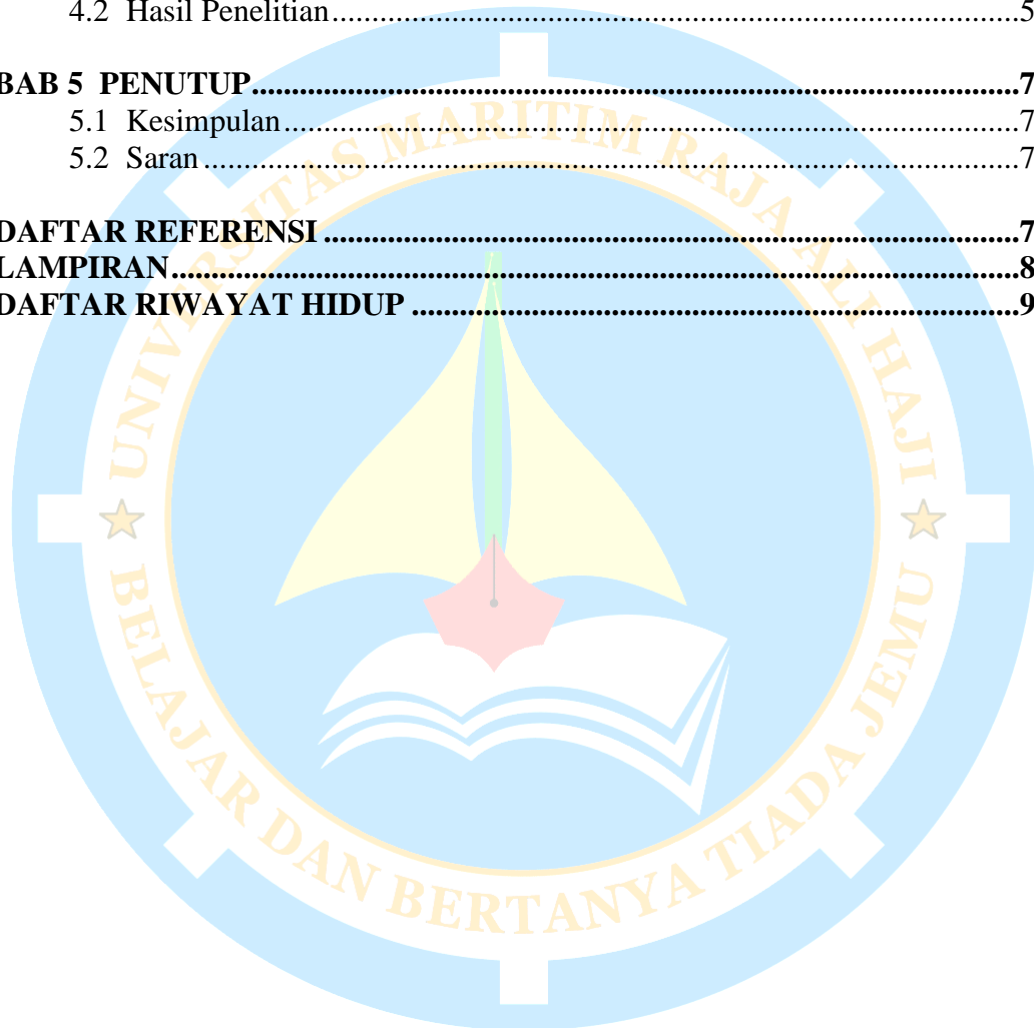 4.2 Hasil Penelitian.....5
BAB 5 PENUTUP.....7
5.1 Kesimpulan.....7
5.2 Saran.....7
DAFTAR REFERENSI.....7
LAMPIRAN.....8
DAFTAR RIWAYAT HIDUP.....9
UNIVERSITAS MARITIM RAJA ALI HAJI
BELAJAR DAN BERTANYA TIADA JEMU